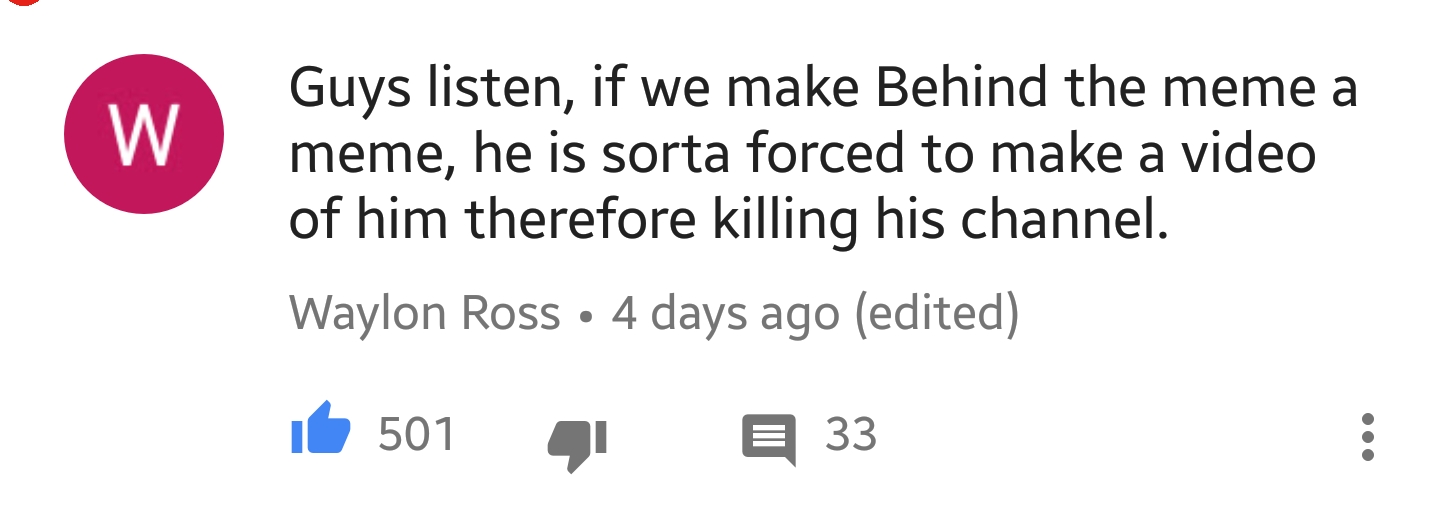 W
Guys listen, if we make Behind the meme a
meme, he is sorta forced to make a video
of him therefore killing his channel.
Waylon Ross • 4 days ago (edited)
501 33